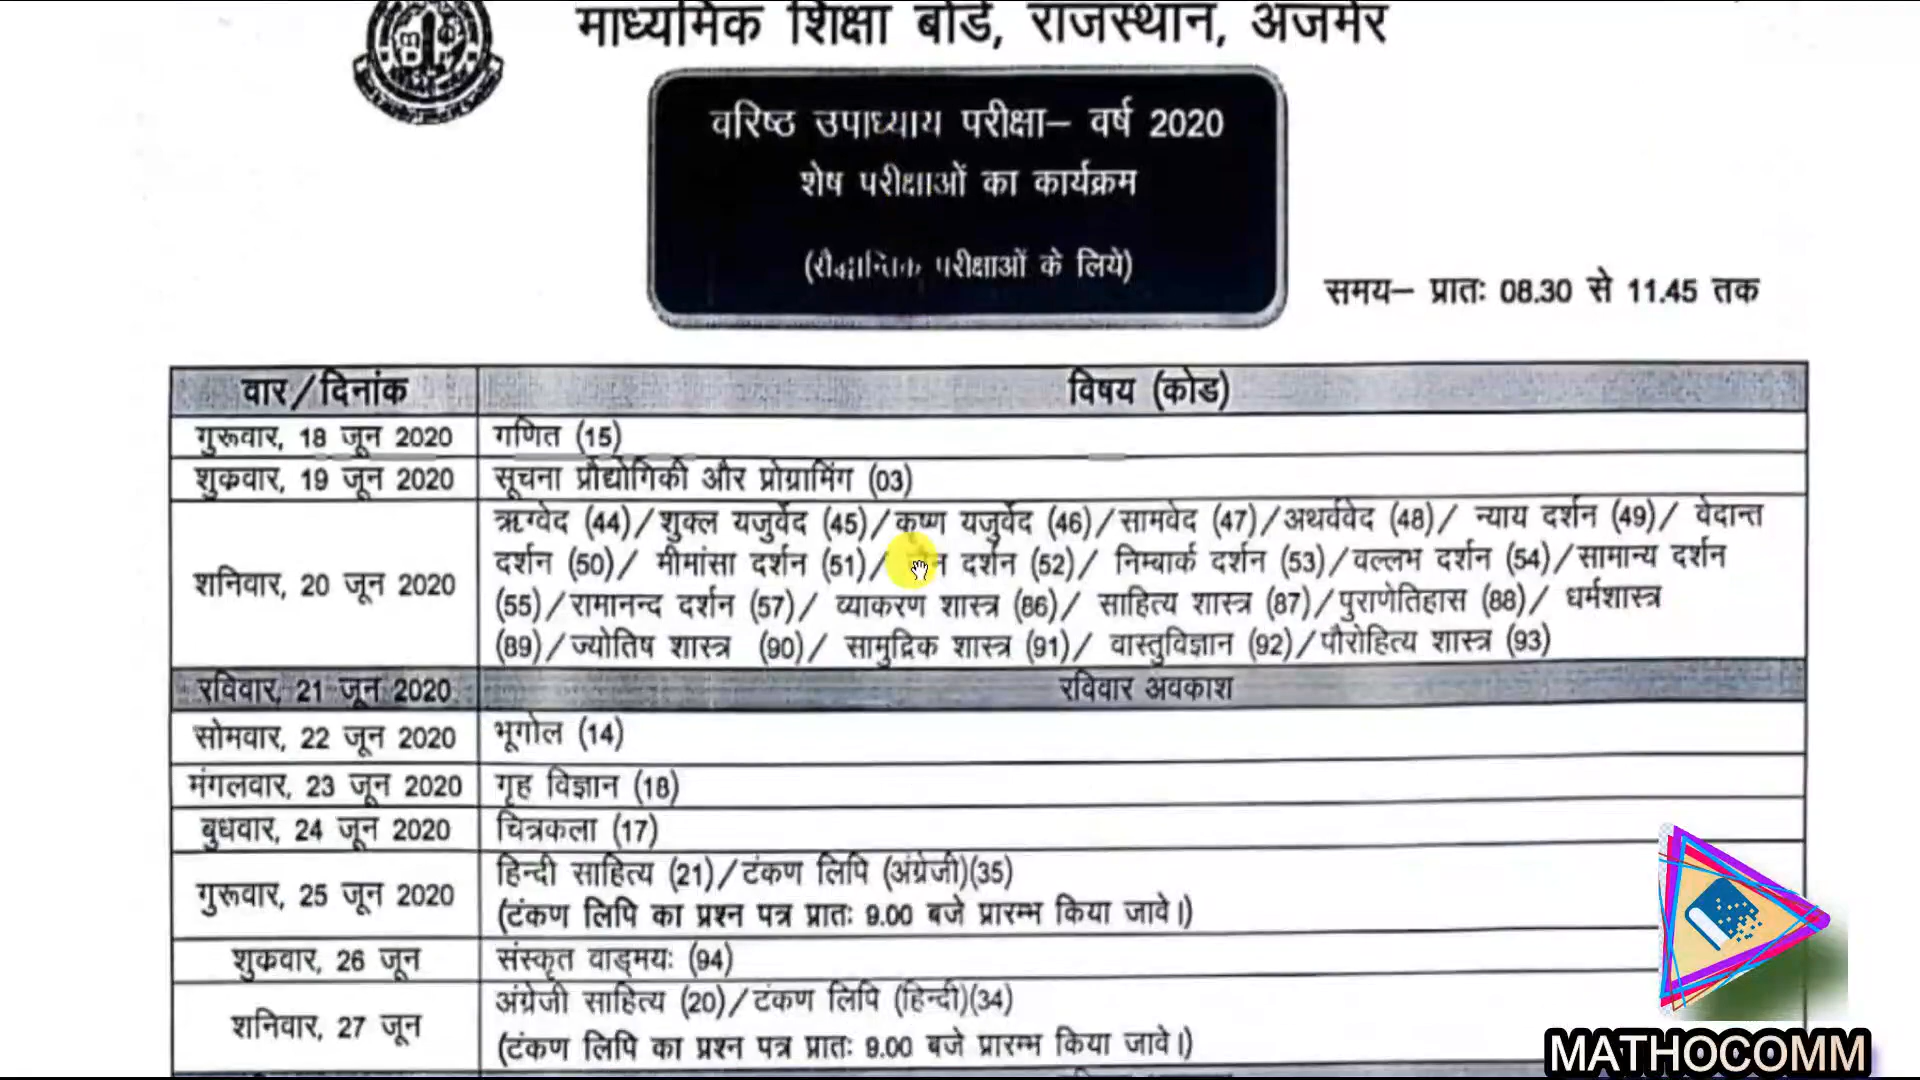 माध्यमिक शिक्षा बोर्ड, राजस्थान, अजमेर
वरिष्ठ उपाध्याय परीक्षा– वर्ष 2020
शेष परीक्षाओं का कार्यक्रम
(सैद्धान्तिक परीक्षाओं के लिये)
समय– प्रातः 08.30 से 11.45 तक
वार/दिनांक विषय (कोड)
गुरूवार, 18 जून 2020 गणित (15)
शुक्रवार, 19 जून 2020 सूचना प्रौद्योगिकी और प्रोग्रामिंग (03)
शनिवार, 20 जून 2020
ऋग्वेद (44)/शुक्ल यजुर्वेद (45)/कृष्ण यजुर्वेद (46)/सामवेद (47)/अथर्ववेद (48)/ न्याय दर्शन (49)/ वेदान्त
दर्शन (50)/ मीमांसा दर्शन (51)/ दर्शन (52)/ निम्बार्क दर्शन (53)/वल्लभ दर्शन (54)/सामान्य दर्शन
(55)/रामानन्द दर्शन (57)/ व्याकरण शास्त्र (86)/ साहित्य शास्त्र (87)/पुराणेतिहास (88)/ धर्मशास्त्र
(89)/ज्योतिष शास्त्र (90)/ सामुद्रिक शास्त्र (91)/ वास्तुविज्ञान (92)/पौरोहित्य शास्त्र (93)
रविवार, 21 जून 2020 रविवार अवकाश
सोमवार, 22 जून 2020 भूगोल (14)
मंगलवार, 23 जून 2020 गृह विज्ञान (18)
बुधवार, 24 जून 2020 चित्रकला (17)
गुरूवार, 25 जून 2020
हिन्दी साहित्य (21)/टंकण लिपि (अंग्रेजी)(35)
(टंकण लिपि का प्रश्न पत्र प्रातः 9.00 बजे प्रारम्भ किया जावे।)
शुक्रवार, 26 जून संस्कृत वाड्मयः (94)
शनिवार, 27 जून
अंग्रेजी साहित्य (20)/टंकण लिपि (हिन्दी)(34)
(टंकण लिपि का प्रश्न पत्र प्रातः 9.00 बजे प्रारम्भ किया जावे।)
MATHOCOMM